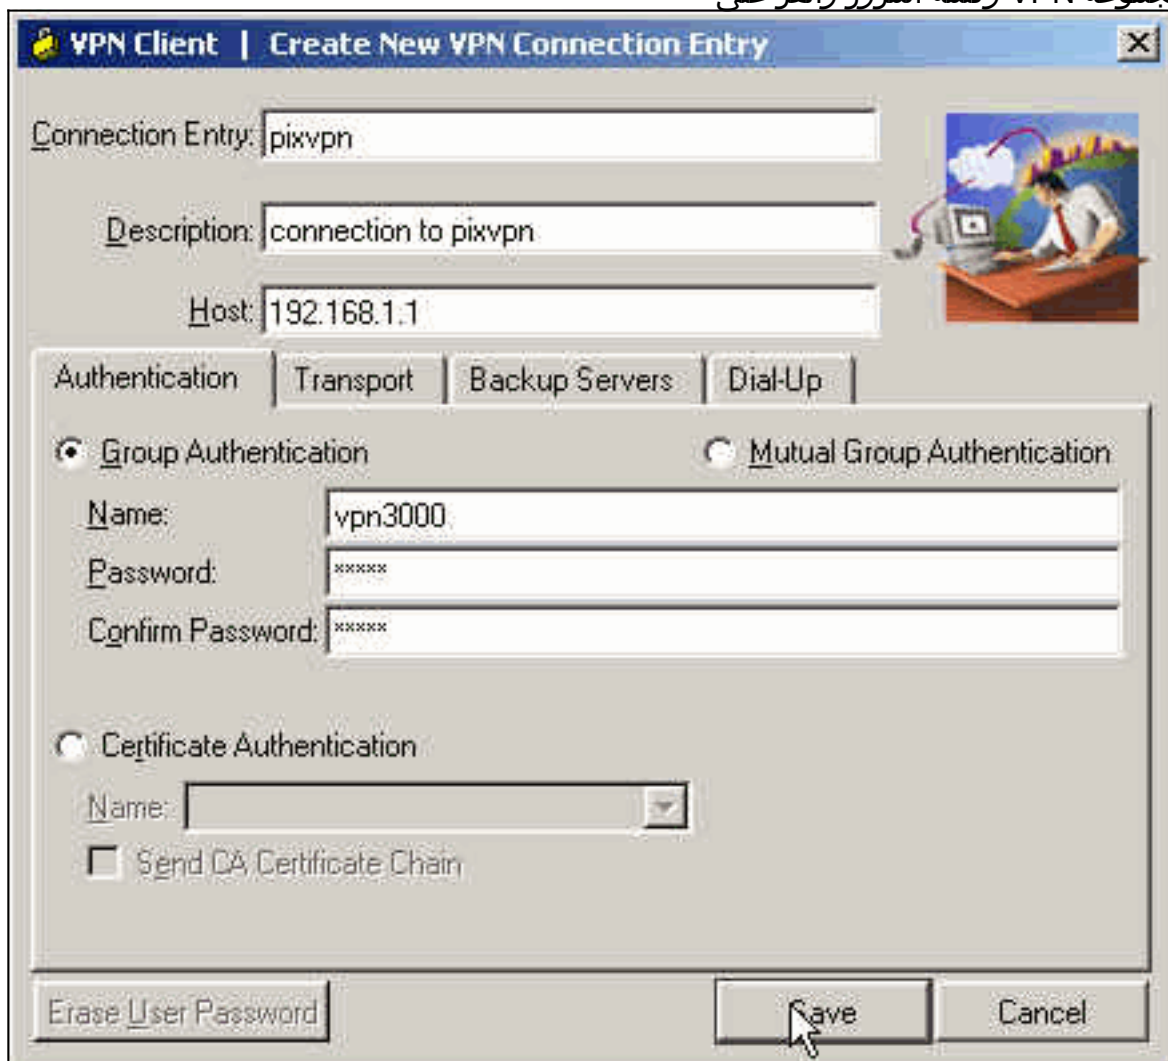 VPN Client | Create New VPN Connection Entry
Connection Entry: pixvpn
Description: connection to pixvpn
Host: 192.168.1.1
Authentication Transport Backup Servers Dial-Up
Group Authentication Mutual Group Authentication
Name: vpn3000
Password: *****
Confirm Password: *****
Certificate Authentication
Name:
Send CA Certificate Chain
Erase User Password Save Cancel